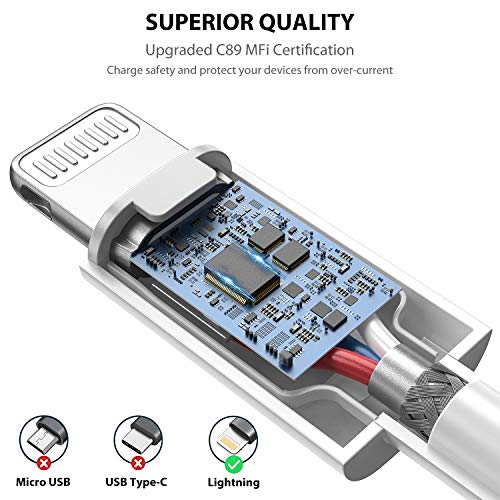 SUPERIOR QUALITY
Upgraded C89 MFi Certification
Charge safety and protect your devices from over-current
Micro USB
USB Type-C
Lightning